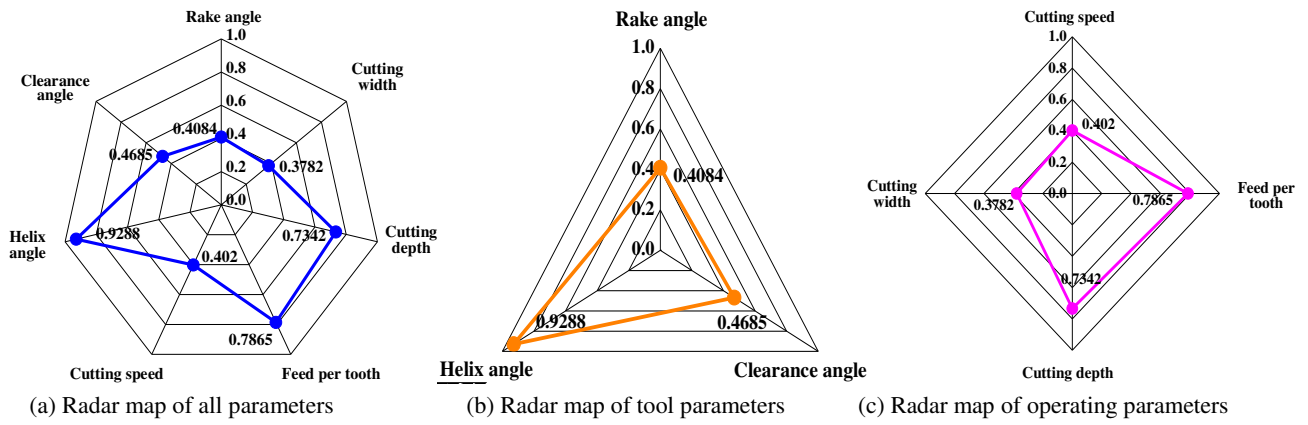 Rake angle
1.0
0.8
0.6
0.4
0.2
0.0
Cutting
width
Clearance
angle
0.4084
0.4685
0.3782
Helix
angle
0.9288
0.7342
Cutting
depth
0.402
0.7865
Cutting speed
Feed per tooth
(a) Radar map of all parameters
Rake angle
1.0
0.8
0.6
0.4
0.2
0.0
0.4084
0.9288
0.4685
Helix angle
Clearance angle
(b) Radar map of tool parameters
Cutting speed
1.0
0.8
0.6
0.4
0.2
0.0
0.402
Cutting
width
0.3782
0.7865
Feed per
tooth
0.7342
Cutting depth
(c) Radar map of operating parameters